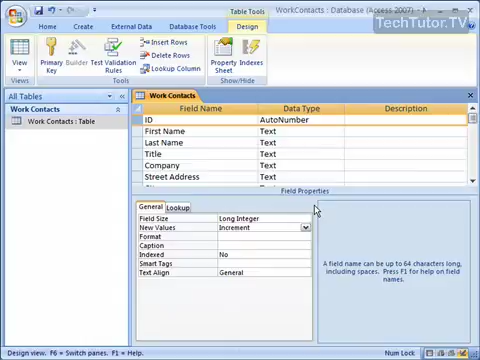 Table Tools
WorkContacts : Database (Access 2007)
TechTutor.TV
Home
Create
External Data
Database Tools
Design
View
Primary Key
Builder
Test Validation Rules
Insert Rows
Delete Rows
Lookup Column
Property Sheet
Indexes
Views
Tools
Show/Hide
All Tables
Work Contacts
Work Contacts : Table
Work Contacts
Field Name Data Type Description
ID AutoNumber
First Name Text
Last Name Text
Title Text
Company Text
Street Address Text
Field Properties
General Lookup
Field Size Long Integer
New Values Increment
Format
Caption
Indexed No
Smart Tags
Text Align General
A field name can be up to 64 characters long,
including spaces. Press F1 for help on field
names.
Design view. F6 = Switch panes. F1 = Help.
Num Lock